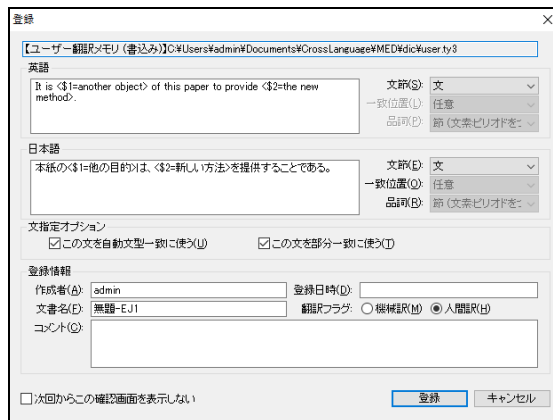 登録
【ユーザー翻訳メモリ (書込み)】C:¥Users¥admin¥Documents¥CrossLanguage¥MED¥dic¥user.ty3
英語
It is <$1=another object> of this paper to provide <$2=the new
method>.
文節(S): 文
一致位置(L): 任意
品詞(P): 節 (文素ピリオドを:
日本語
本紙の<$1=他の目的>は、<$2=新しい方法>を提供することである。
文節(E): 文
一致位置(O): 任意
品詞(R): 節 (文素ピリオドを:
文指定オプション
この文を自動文型一致に使う(U) この文を部分一致に使う(T)
登録情報
作成者(A): admin 登録日時(D):
文書名(F): 無題-EJ1 翻訳フラグ: 機械訳(M) 人間訳(H)
コメント(C):
次回からこの確認画面を表示しない 登録 キャンセル